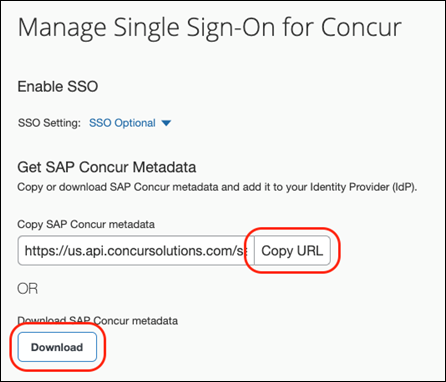 Manage Single Sign-On for Concur
Enable SSO
SSO Setting: SSO Optional
Get SAP Concur Metadata
Copy or download SAP Concur metadata and add it to your Identity Provider (IdP).
Copy SAP Concur metadata
https://us.api.concursolutions.com/sa Copy URL
OR
Download SAP Concur metadata
Download